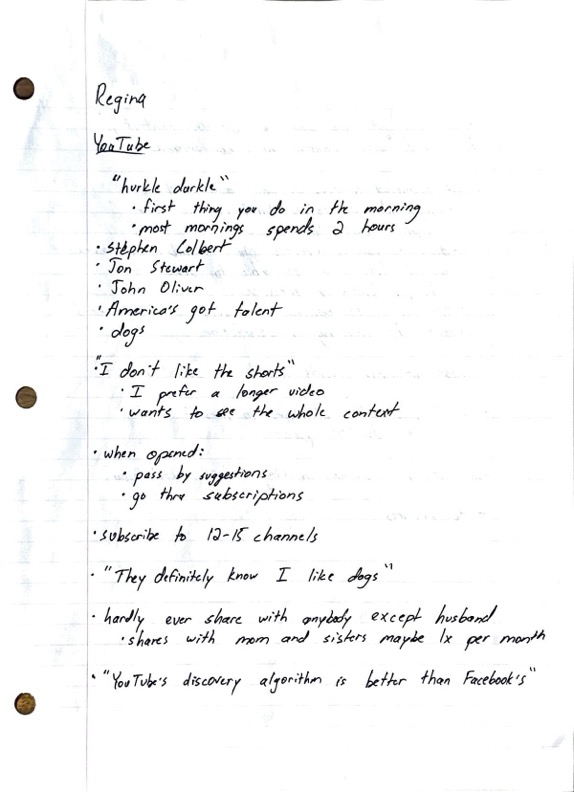 Regina
YouTube
"hurkle durkle"
• first thing you do in the morning
• most mornings spends 2 hours
• Stephen Colbert
• Jon Stewart
• John Oliver
• America's got talent
• dogs
• "I don't like the shorts"
• I prefer a longer video
• wants to see the whole context
• when opened:
• pass by suggestions
• go thru subscriptions
• subscribe to 12-15 channels
• "They definitely know I like dogs"
• hardly ever share with anybody except husband
• shares with mom and sisters maybe 1x per month
• "YouTube's discovery algorithm is better than Facebook's"